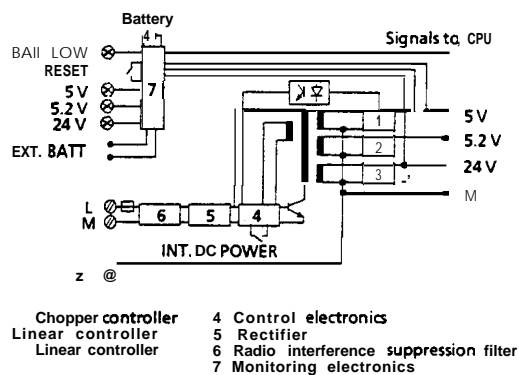 Battery
4
Signals to, CPU
BAII LOW
RESET
5 V
5.2 V
24 V
7
EXT. BATT
1
5 V
2
5.2 V
3
24 V
M
L
M
6
5
4
INT. DC POWER
z @
Chopper controller
Linear controller
Linear controller
4 Control electronics
5 Rectifier
6 Radio interference suppression filter
7 Monitoring electronics